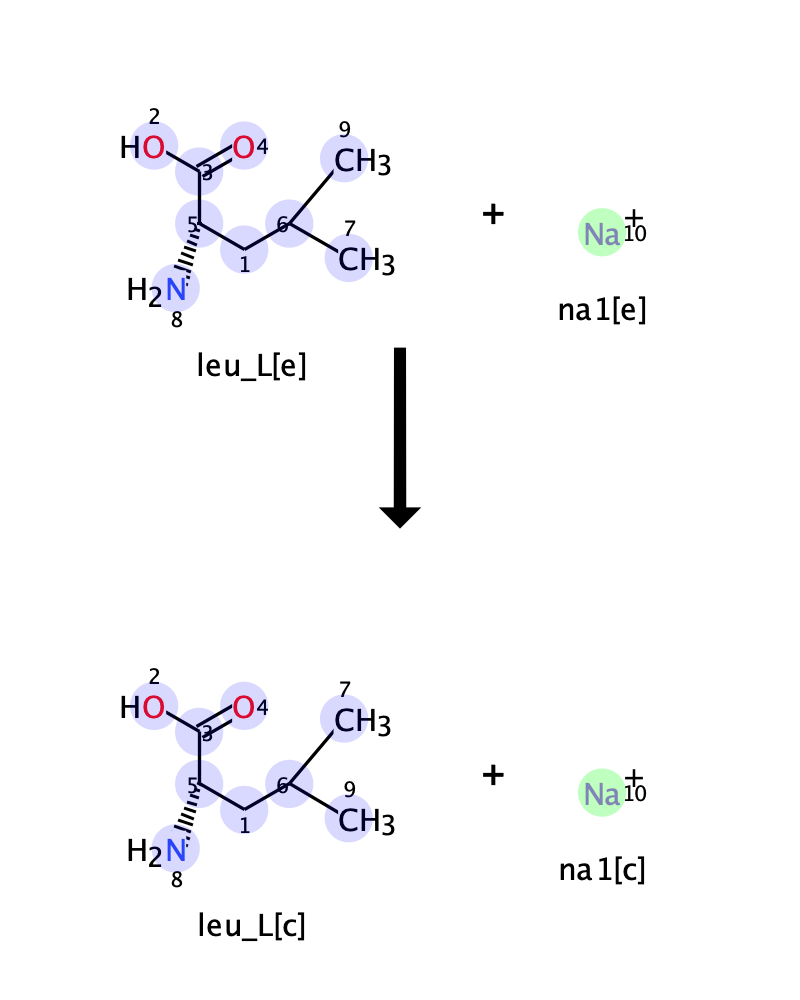 2
9
HO
O4
CH3
3
+
+
5
6
7
Na
10
CH3
1
H2N
na1[e]
8
leu_L[e]
2
7
HO
O4
CH3
3
+
+
5
6
9
Na
10
CH3
1
H2N
na1[c]
8
leu_L[c]